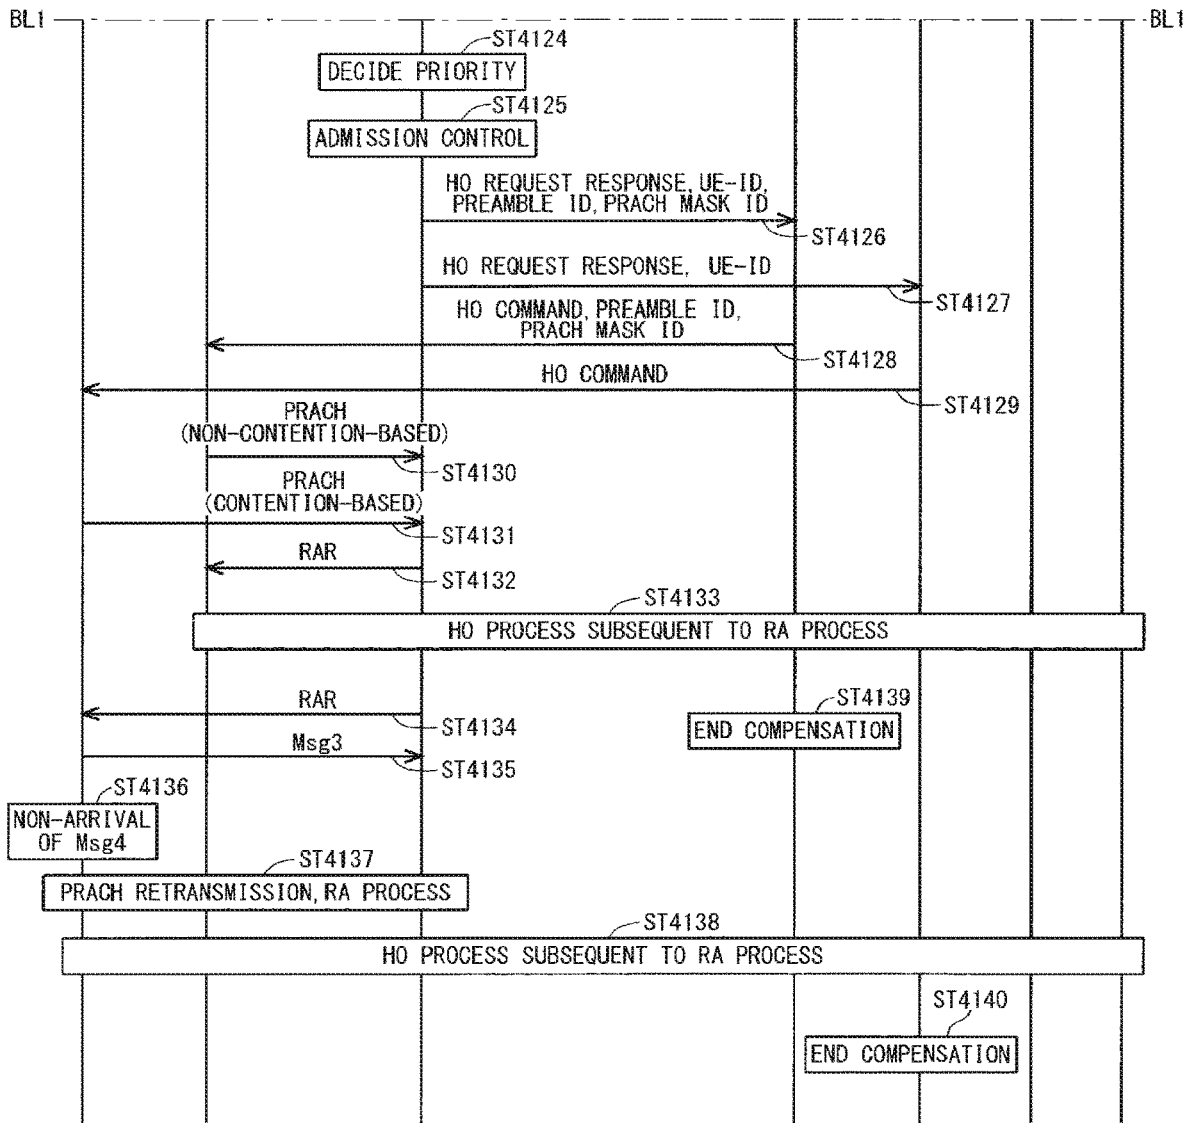 BL1
BL1
ST4124
DECIDE PRIORITY
ST4125
ADMISSION CONTROL
HO REQUEST RESPONSE, UE-ID,
PREAMBLE ID, PRACH MASK ID
ST4126
HO REQUEST RESPONSE, UE-ID
ST4127
HO COMMAND, PREAMBLE ID,
PRACH MASK ID
ST4128
HO COMMAND
ST4129
PRACH
(NON-CONTENTION-BASED)
ST4130
PRACH
(CONTENTION-BASED)
ST4131
RAR
ST4132
ST4133
HO PROCESS SUBSEQUENT TO RA PROCESS
RAR
ST4134
ST4139
END COMPENSATION
Msg3
ST4135
ST4136
NON-ARRIVAL
OF Msg4
ST4137
PRACH RETRANSMISSION, RA PROCESS
ST4138
HO PROCESS SUBSEQUENT TO RA PROCESS
ST4140
END COMPENSATION